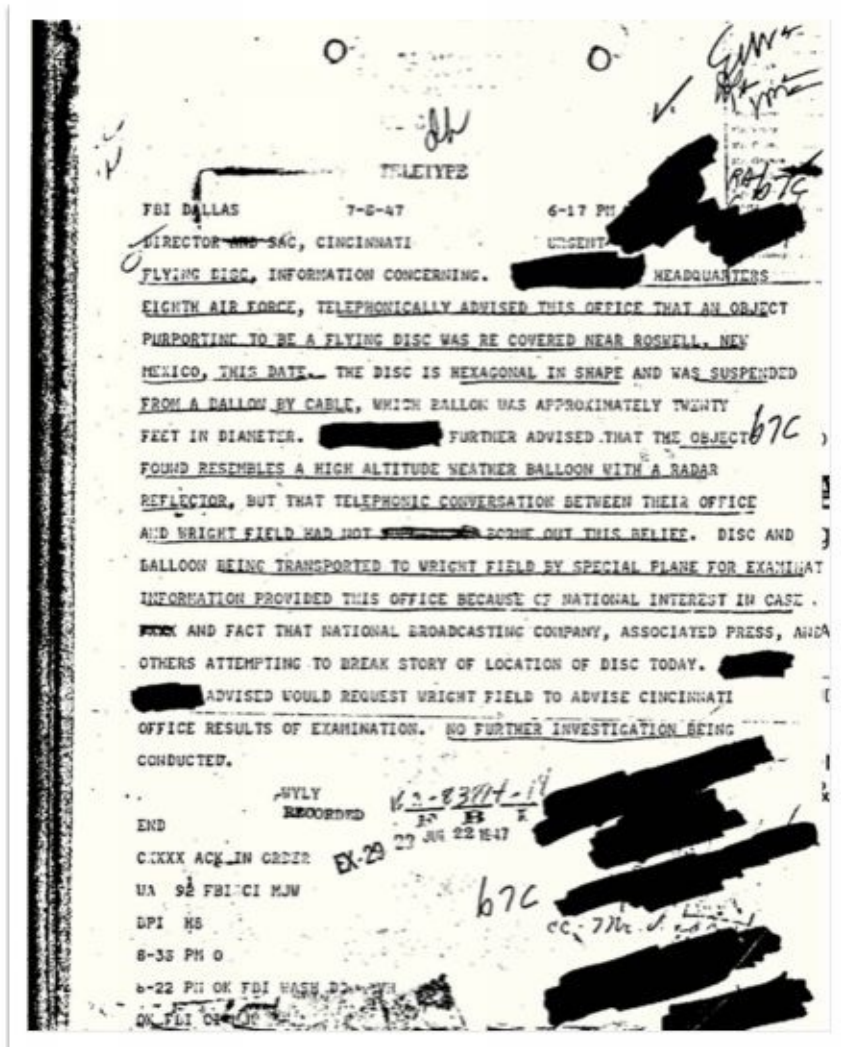 TELETYPE
FBI DALLAS 7-8-47 6-17 PM
DIRECTOR AND SAC, CINCINNATI URGENT
FLYING DISC, INFORMATION CONCERNING. HEADQUARTERS
EIGHTH AIR FORCE, TELEPHONICALLY ADVISED THIS OFFICE THAT AN OBJECT
PURPORTING TO BE A FLYING DISC WAS RE COVERED NEAR ROSWELL, NEW
MEXICO, THIS DATE. THE DISC IS HEXAGONAL IN SHAPE AND WAS SUSPENDED
FROM A BALLON BY CABLE, WHICH BALLON WAS APPROXIMATELY TWENTY
FEET IN DIAMETER. FURTHER ADVISED THAT THE OBJECT b7C
FOUND RESEMBLES A HIGH ALTITUDE WEATHER BALLOON WITH A RADAR
REFLECTOR, BUT THAT TELEPHONIC CONVERSATION BETWEEN THEIR OFFICE
AND WRIGHT FIELD HAD NOT BORNE OUT THIS BELIEF. DISC AND
BALLOON BEING TRANSPORTED TO WRIGHT FIELD BY SPECIAL PLANE FOR EXAMINAT
INFORMATION PROVIDED THIS OFFICE BECAUSE OF NATIONAL INTEREST IN CASE .
XXXX AND FACT THAT NATIONAL BROADCASTING COMPANY, ASSOCIATED PRESS, AND
OTHERS ATTEMPTING TO BREAK STORY OF LOCATION OF DISC TODAY.
ADVISED WOULD REQUEST WRIGHT FIELD TO ADVISE CINCINNATI
OFFICE RESULTS OF EXAMINATION. NO FURTHER INVESTIGATION BEING
CONDUCTED.
WYLY
RECORDED
END
EX-29
CXXXX ACK IN ORDER
UA 92 FBI CI MJW
b7C
BPI H8
8-38 PM O
6-22 PM OK FBI WASH